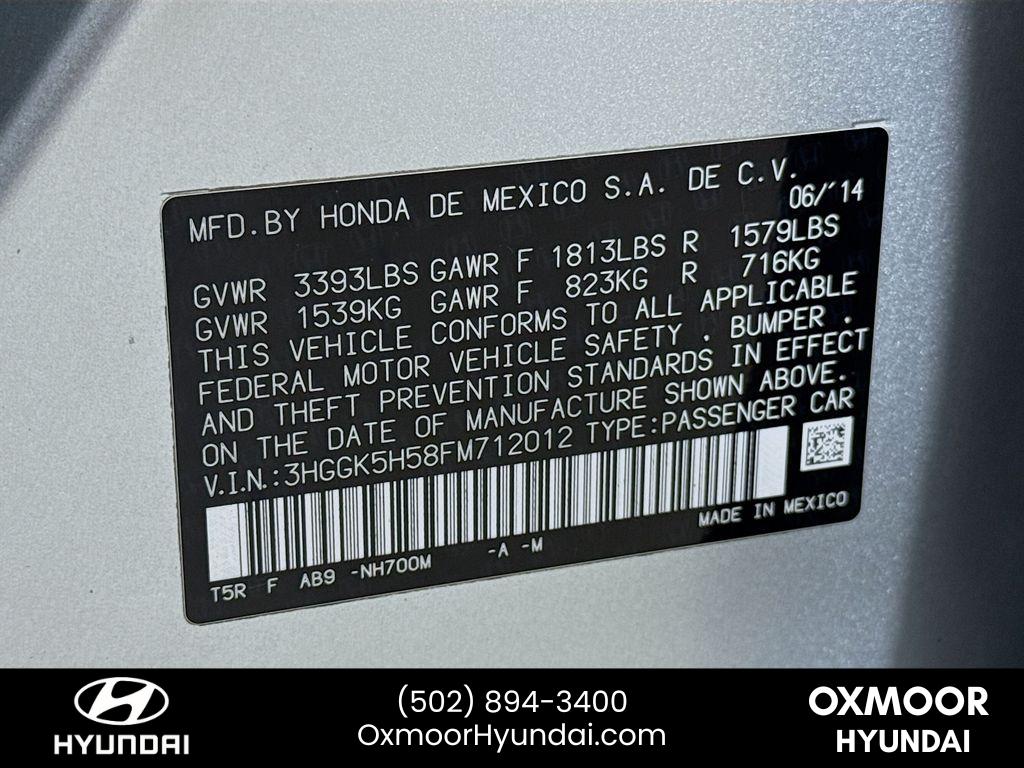 MFD.BY HONDA DE MEXICO S.A. DE C.V.
06/'14
GVWR 3393LBS GAWR F 1813LBS R 1579LBS
GVWR 1539KG GAWR F 823KG R 716KG
THIS VEHICLE CONFORMS TO ALL APPLICABLE
FEDERAL MOTOR VEHICLE SAFETY . BUMPER .
AND THEFT PREVENTION STANDARDS IN EFFECT
ON THE DATE OF MANUFACTURE SHOWN ABOVE.
V.I.N.:3HGGK5H58FM712012 TYPE:PASSENGER CAR
MADE IN MEXICO
T5R F AB9 -NH700M -A -M
HYUNDAI
(502) 894-3400
OxmoorHyundai.com
OXMOOR
HYUNDAI